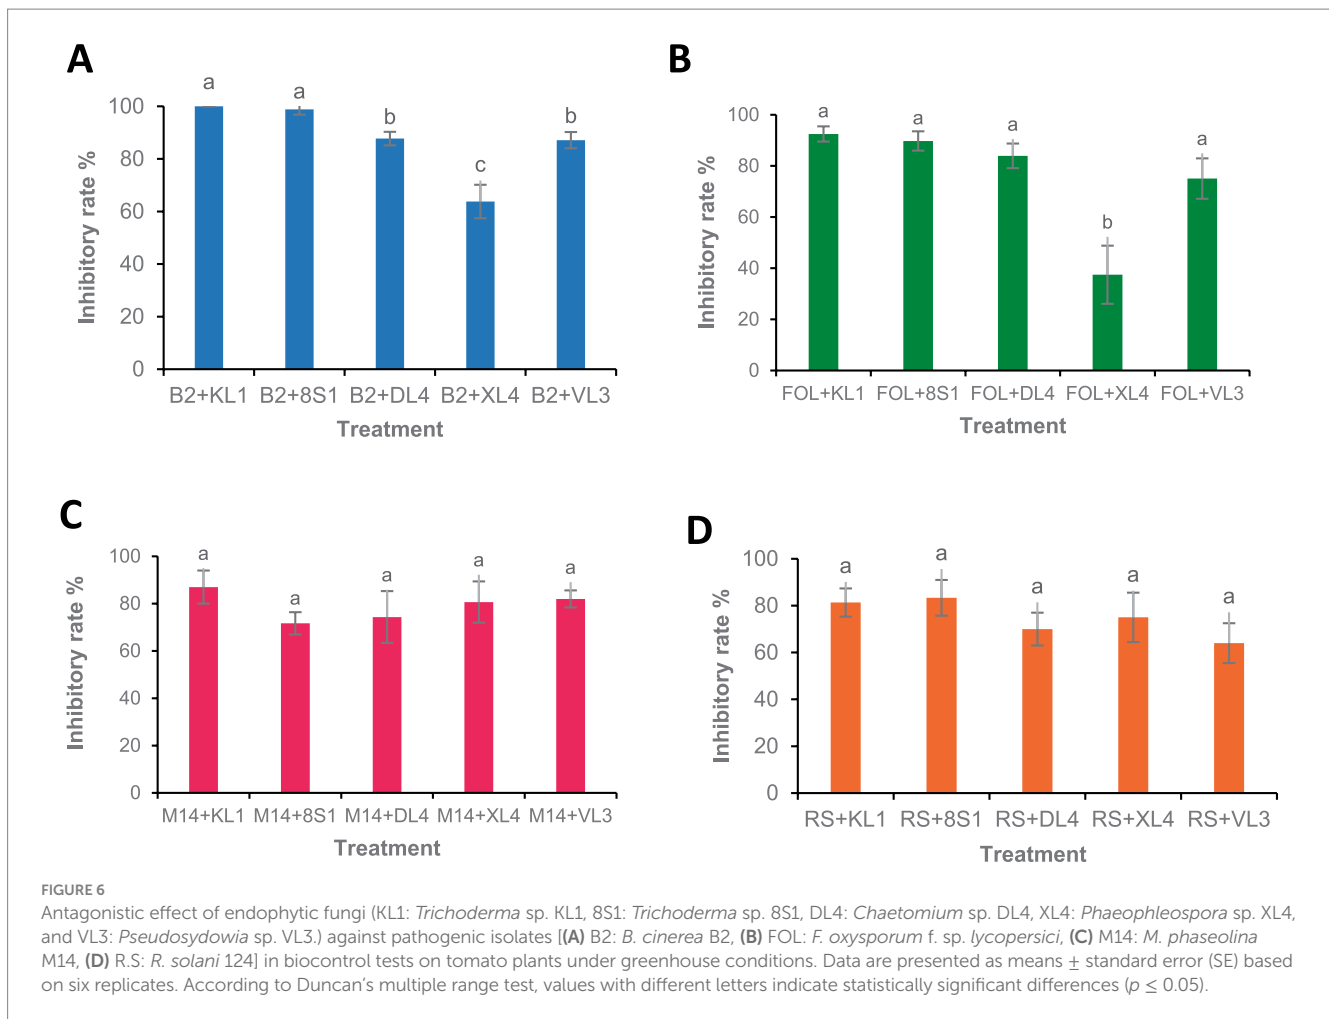 A
a a b c b
100
80
60
40
20
0
Inhibitory rate %
B2+KL1 B2+8S1 B2+DL4 B2+XL4 B2+VL3
Treatment
B
a a a b a
100
80
60
40
20
0
Inhibitory rate %
FOL+KL1 FOL+8S1 FOL+DL4 FOL+XL4 FOL+VL3
Treatment
C
a a a a a
100
80
60
40
20
0
Inhibitory rate %
M14+KL1 M14+8S1 M14+DL4 M14+XL4 M14+VL3
Treatment
D
a a a a a
100
80
60
40
20
0
Inhibitory rate %
RS+KL1 RS+8S1 RS+DL4 RS+XL4 RS+VL3
Treatment
FIGURE 6
Antagonistic effect of endophytic fungi (KL1: Trichoderma sp. KL1, 8S1: Trichoderma sp. 8S1, DL4: Chaetomium sp. DL4, XL4: Phaeophleospora sp. XL4,
and VL3: Pseudosydowia sp. VL3.) against pathogenic isolates [(A) B2: B. cinerea B2, (B) FOL: F. oxysporum f. sp. lycopersici, (C) M14: M. phaseolina
M14, (D) R.S: R. solani 124] in biocontrol tests on tomato plants under greenhouse conditions. Data are presented as means ± standard error (SE) based
on six replicates. According to Duncan's multiple range test, values with different letters indicate statistically significant differences (p ≤ 0.05).